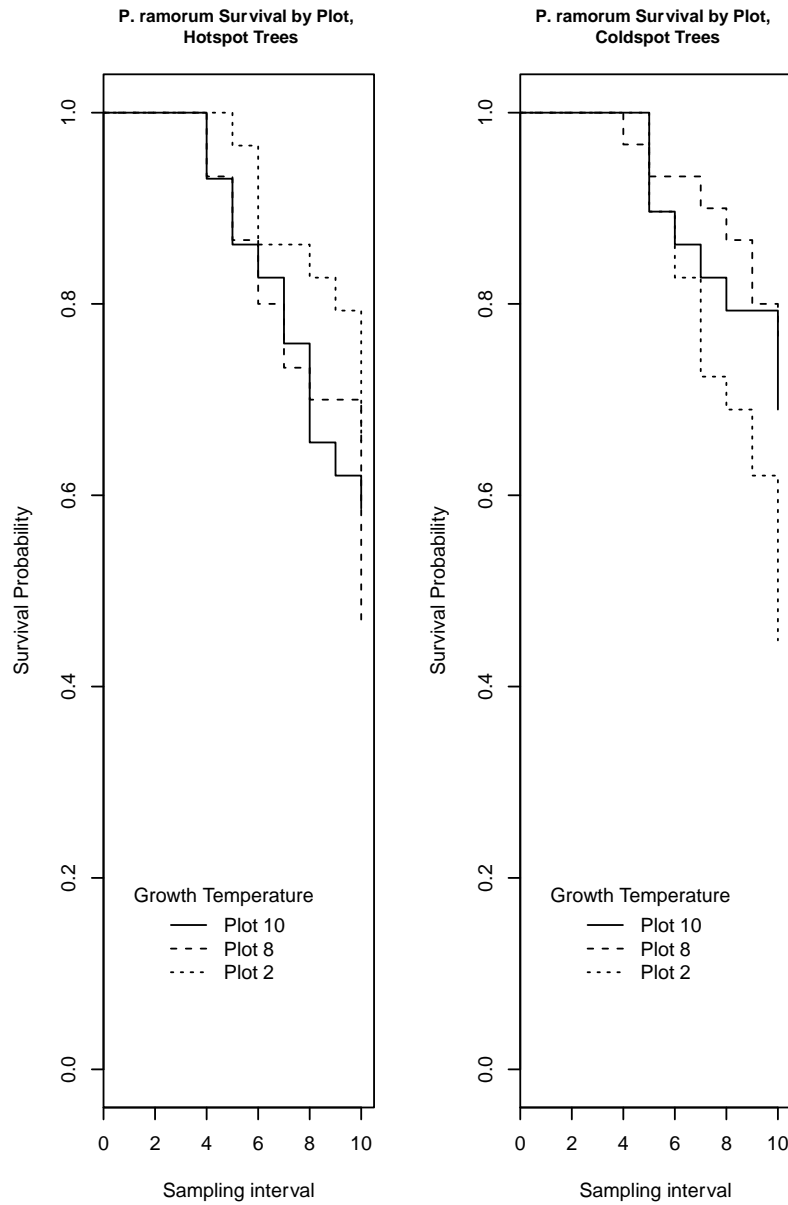 P. ramorum Survival by Plot,
Hotspot Trees
1.0
0.8
0.6
0.4
0.2
0.0
Survival Probability
Growth Temperature
Plot 10
Plot 8
Plot 2
0 2 4 6 8 10
Sampling interval
P. ramorum Survival by Plot,
Coldspot Trees
1.0
0.8
0.6
0.4
0.2
0.0
Survival Probability
Growth Temperature
Plot 10
Plot 8
Plot 2
0 2 4 6 8 10
Sampling interval